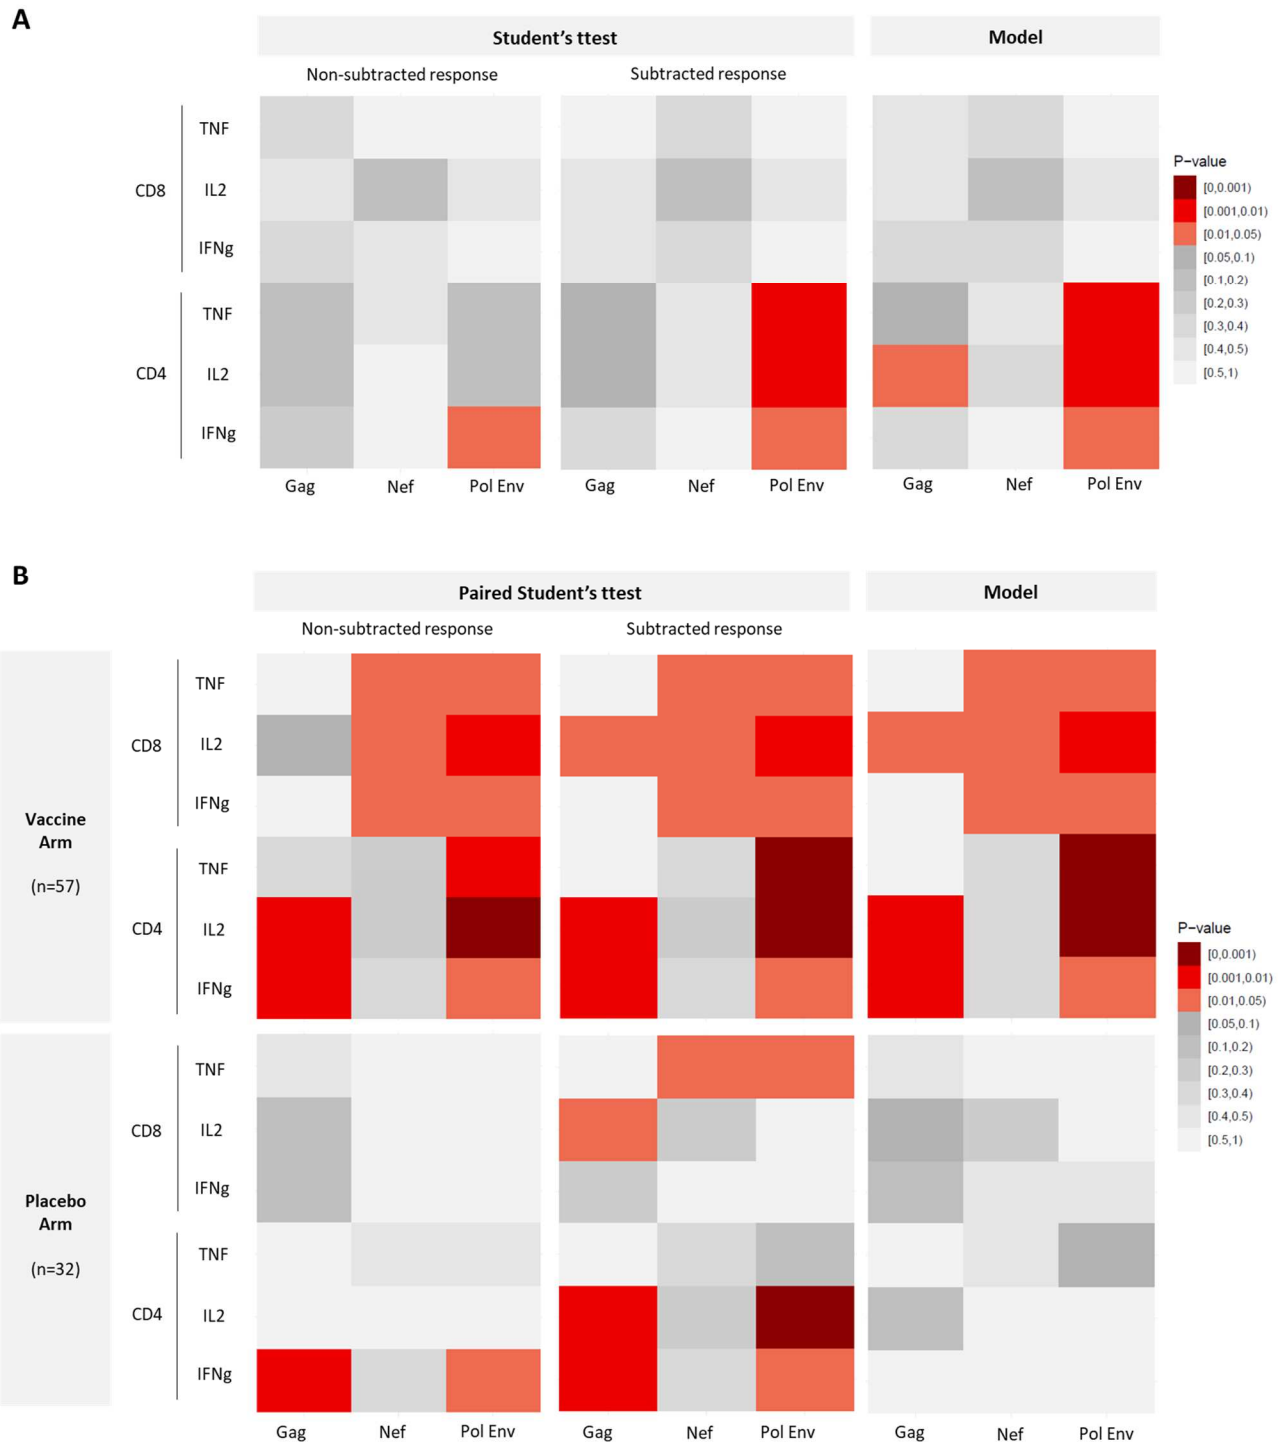 A
Student's ttest
Model
Non-subtracted response
Subtracted response
CD8
TNF
IL2
IFNg
CD4
TNF
IL2
IFNg
Gag Nef Pol Env
Gag Nef Pol Env
Gag Nef Pol Env
P-value
[0,0.001)
[0.001,0.01)
[0.01,0.05)
[0.05,0.1)
[0.1,0.2)
[0.2,0.3)
[0.3,0.4)
[0.4,0.5)
[0.5,1)
B
Paired Student's ttest
Model
Non-subtracted response
Subtracted response
Vaccine
Arm
(n=57)
CD8
TNF
IL2
IFNg
CD4
TNF
IL2
IFNg
Placebo
Arm
(n=32)
CD8
TNF
IL2
IFNg
CD4
TNF
IL2
IFNg
Gag Nef Pol Env
Gag Nef Pol Env
Gag Nef Pol Env
P-value
[0,0.001)
[0.001,0.01)
[0.01,0.05)
[0.05,0.1)
[0.1,0.2)
[0.2,0.3)
[0.3,0.4)
[0.4,0.5)
[0.5,1)